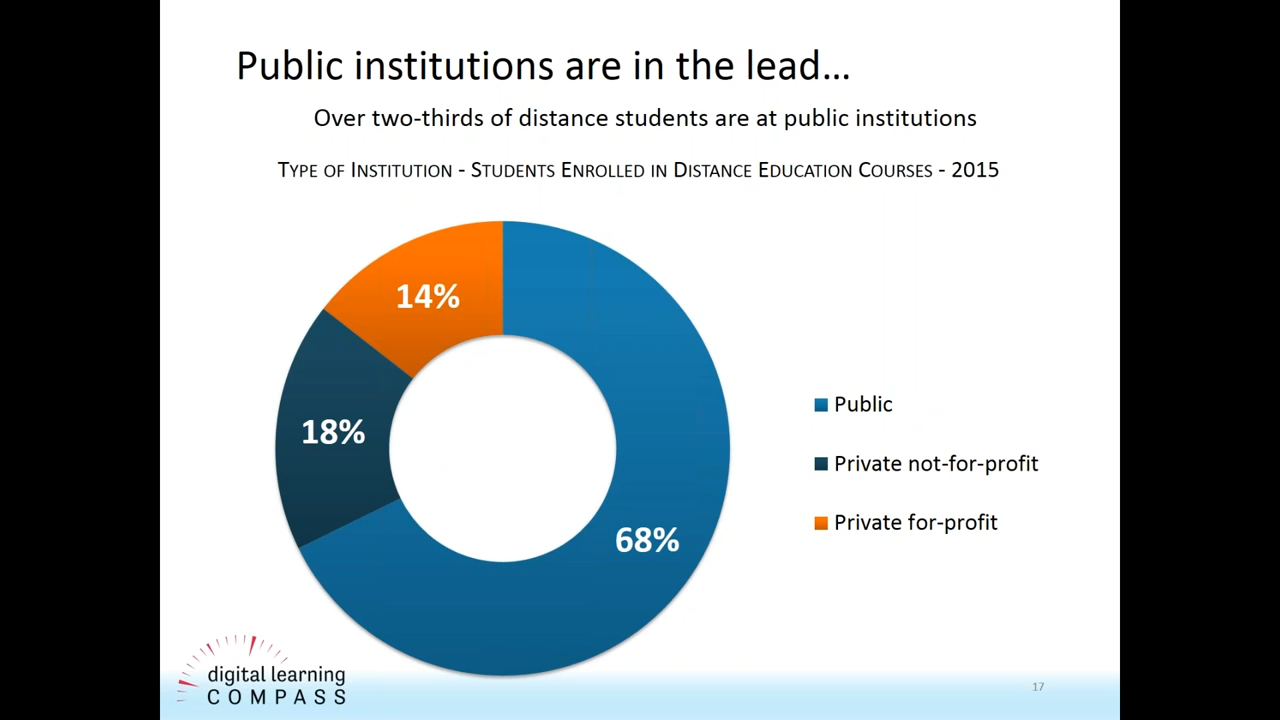 Public institutions are in the lead…
Over two-thirds of distance students are at public institutions
Type of Institution - Students Enrolled in Distance Education Courses - 2015
14%
18%
68%
Public
Private not-for-profit
Private for-profit
digital learning
COMPASS
17